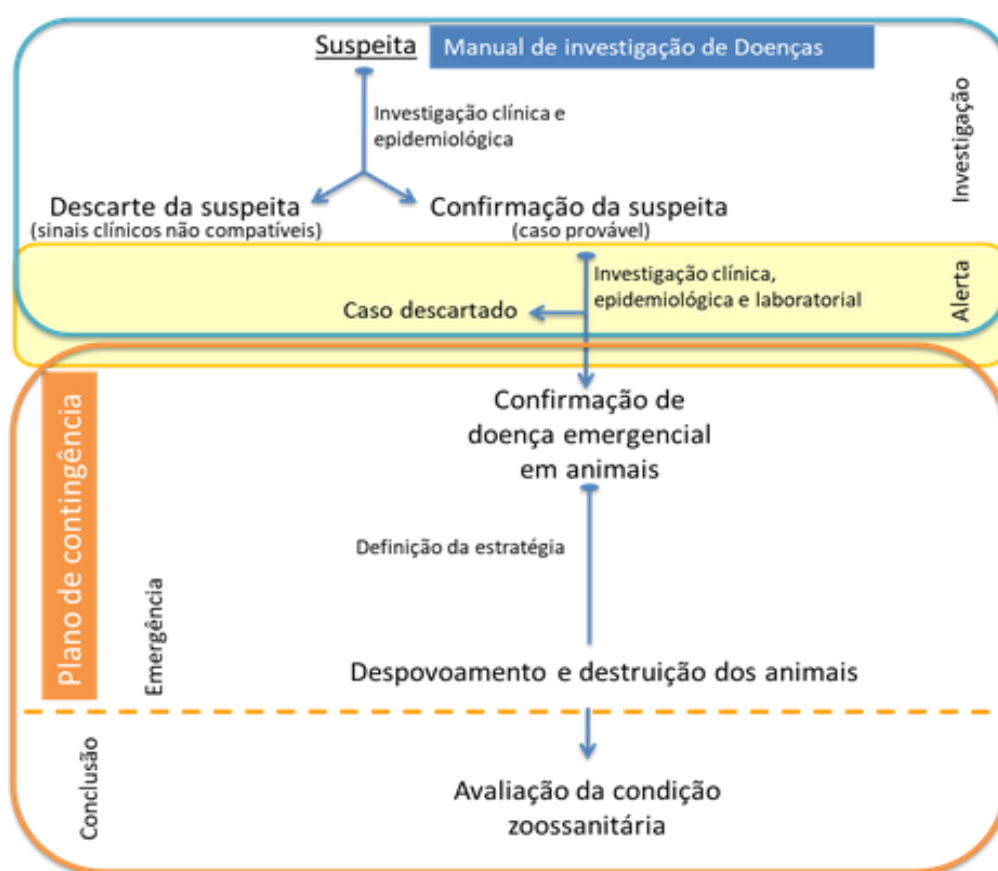 Suspeita
Manual de investigação de Doenças
Investigação clínica e
epidemiológica
Investigação
Descarte da suspeita
(sinais clínicos não compatíveis)
Confirmação da suspeita
(caso provável)
Investigação clínica,
epidemiológica e laboratorial
Alerta
Caso descartado
Confirmação de
doença emergencial
em animais
Plano de contingência
Definição da estratégia
Emergência
Despovoamento e destruição dos animais
Conclusão
Avaliação da condição
zoossanitária